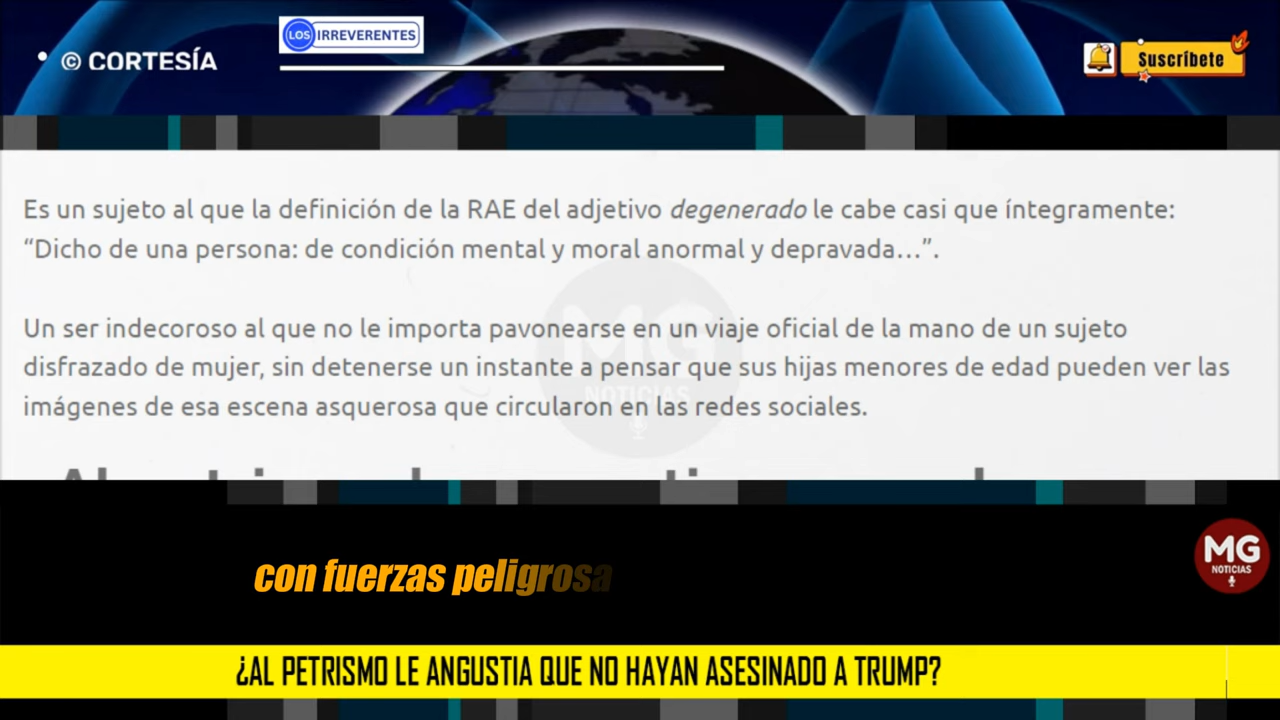 © CORTESÍA
LOS IRREVERENTES
Suscríbete
Es un sujeto al que la definición de la RAE del adjetivo degenerado le cabe casi que íntegramente:
“Dicho de una persona: de condición mental y moral anormal y depravada…”.
Un ser indecoroso al que no le importa pavonearse en un viaje oficial de la mano de un sujeto
disfrazado de mujer, sin detenerse un instante a pensar que sus hijas menores de edad pueden ver las
imágenes de esa escena asquerosa que circularon en las redes sociales.
MG
NOTICIAS
con fuerzas peligrosa
MG
NOTICIAS
¿AL PETRISMO LE ANGUSTIA QUE NO HAYAN ASESINADO A TRUMP?